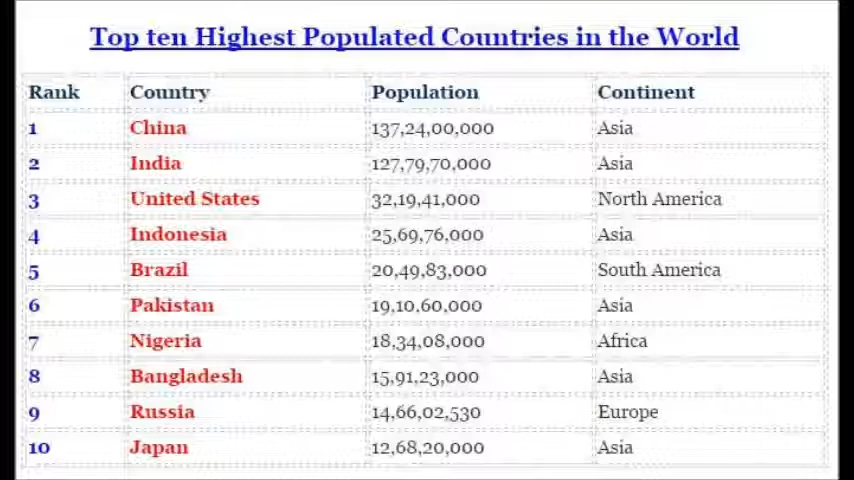 Top ten Highest Populated Countries in the World
Rank Country Population Continent
1 China 137,24,00,000 Asia
2 India 127,79,70,000 Asia
3 United States 32,19,41,000 North America
4 Indonesia 25,69,76,000 Asia
5 Brazil 20,49,83,000 South America
6 Pakistan 19,10,60,000 Asia
7 Nigeria 18,34,08,000 Africa
8 Bangladesh 15,91,23,000 Asia
9 Russia 14,66,02,530 Europe
10 Japan 12,68,20,000 Asia